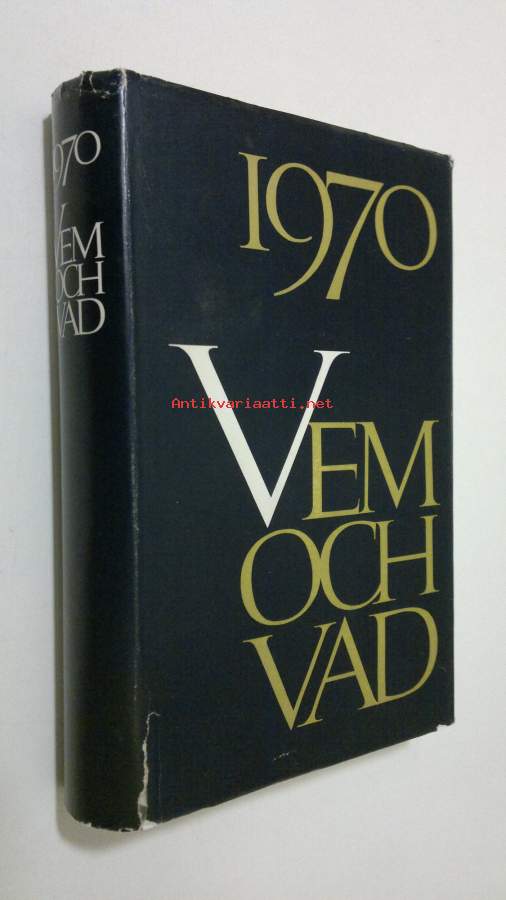 1970
VEM
OCH
VAD
1970
VEM
OCH
VAD
Antikvariaatti.net